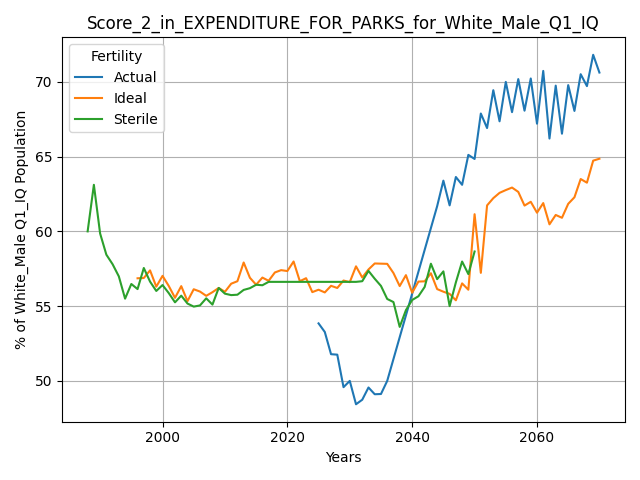 Score_2_in_EXPENDITURE_FOR_PARKS_for_White_Male_Q1_IQ
Fertility
Actual
Ideal
Sterile
% of White_Male Q1_IQ Population
70
65
60
55
50
2000
2020
2040
2060
Years